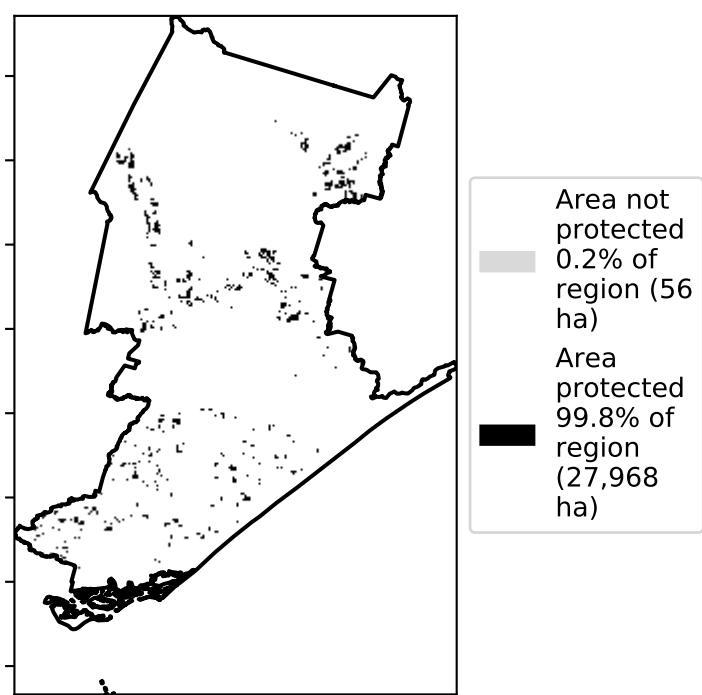 Area not
protected
0.2% of
region (56
ha)
Area
protected
99.8% of
region
(27,968
ha)